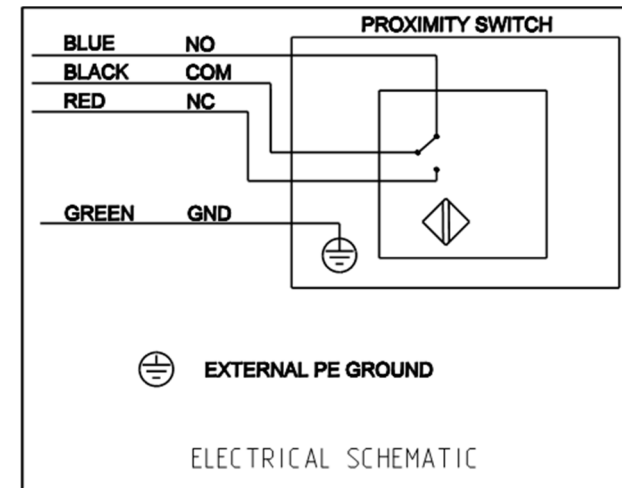 PROXIMITY SWITCH
BLUE NO
BLACK COM
RED NC
GREEN GND
EXTERNAL PE GROUND
ELECTRICAL SCHEMATIC